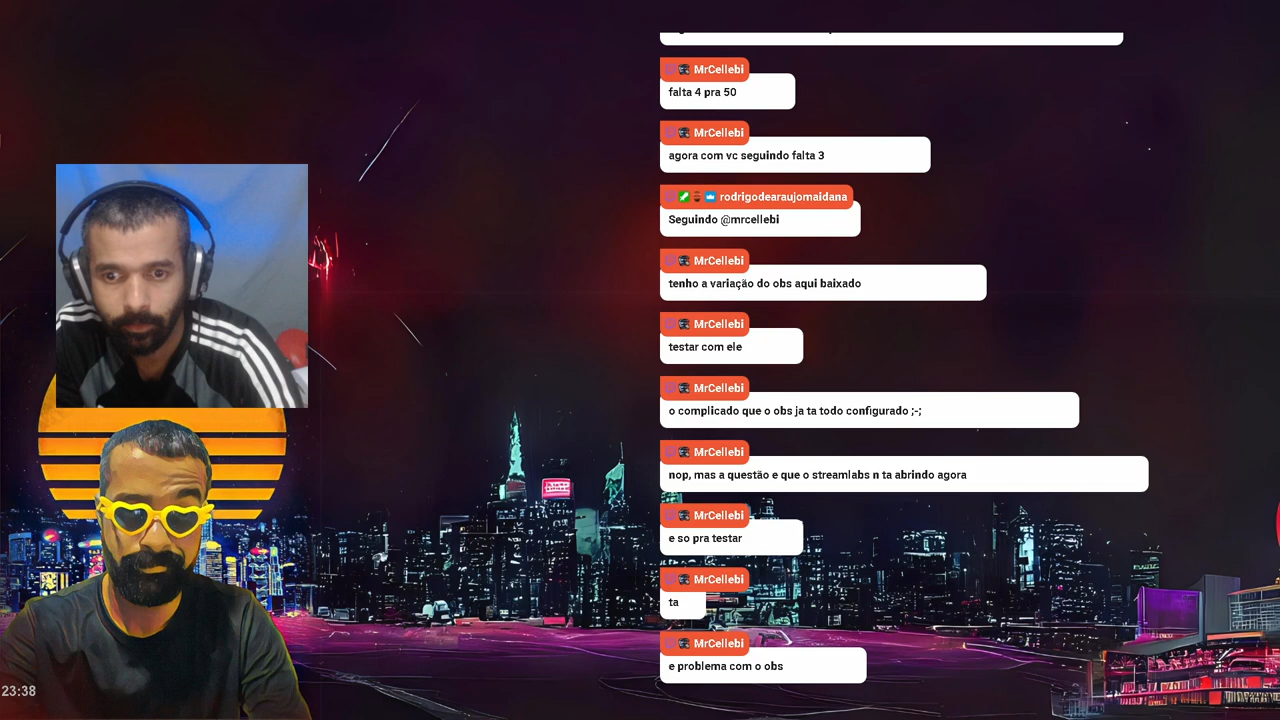 MrCellebi
falta 4 pra 50
MrCellebi
agora com vc seguindo falta 3
rodrigodearaujomaidana
Seguindo @mrcellebi
MrCellebi
tenho a variação do obs aqui baixado
MrCellebi
testar com ele
MrCellebi
o complicado que o obs ja ta todo configurado ;-;
MrCellebi
nop, mas a questão e que o streamlabs n ta abrindo agora
MrCellebi
e so pra testar
MrCellebi
ta
MrCellebi
e problema com o obs
23:38